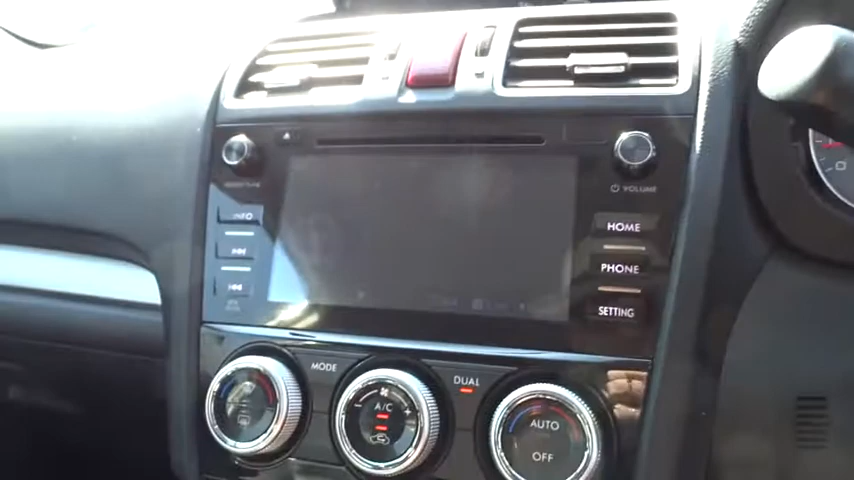 VOLUME
INFO
HOME
PHONE
SETTING
MODE
DUAL
A/C
AUTO
OFF